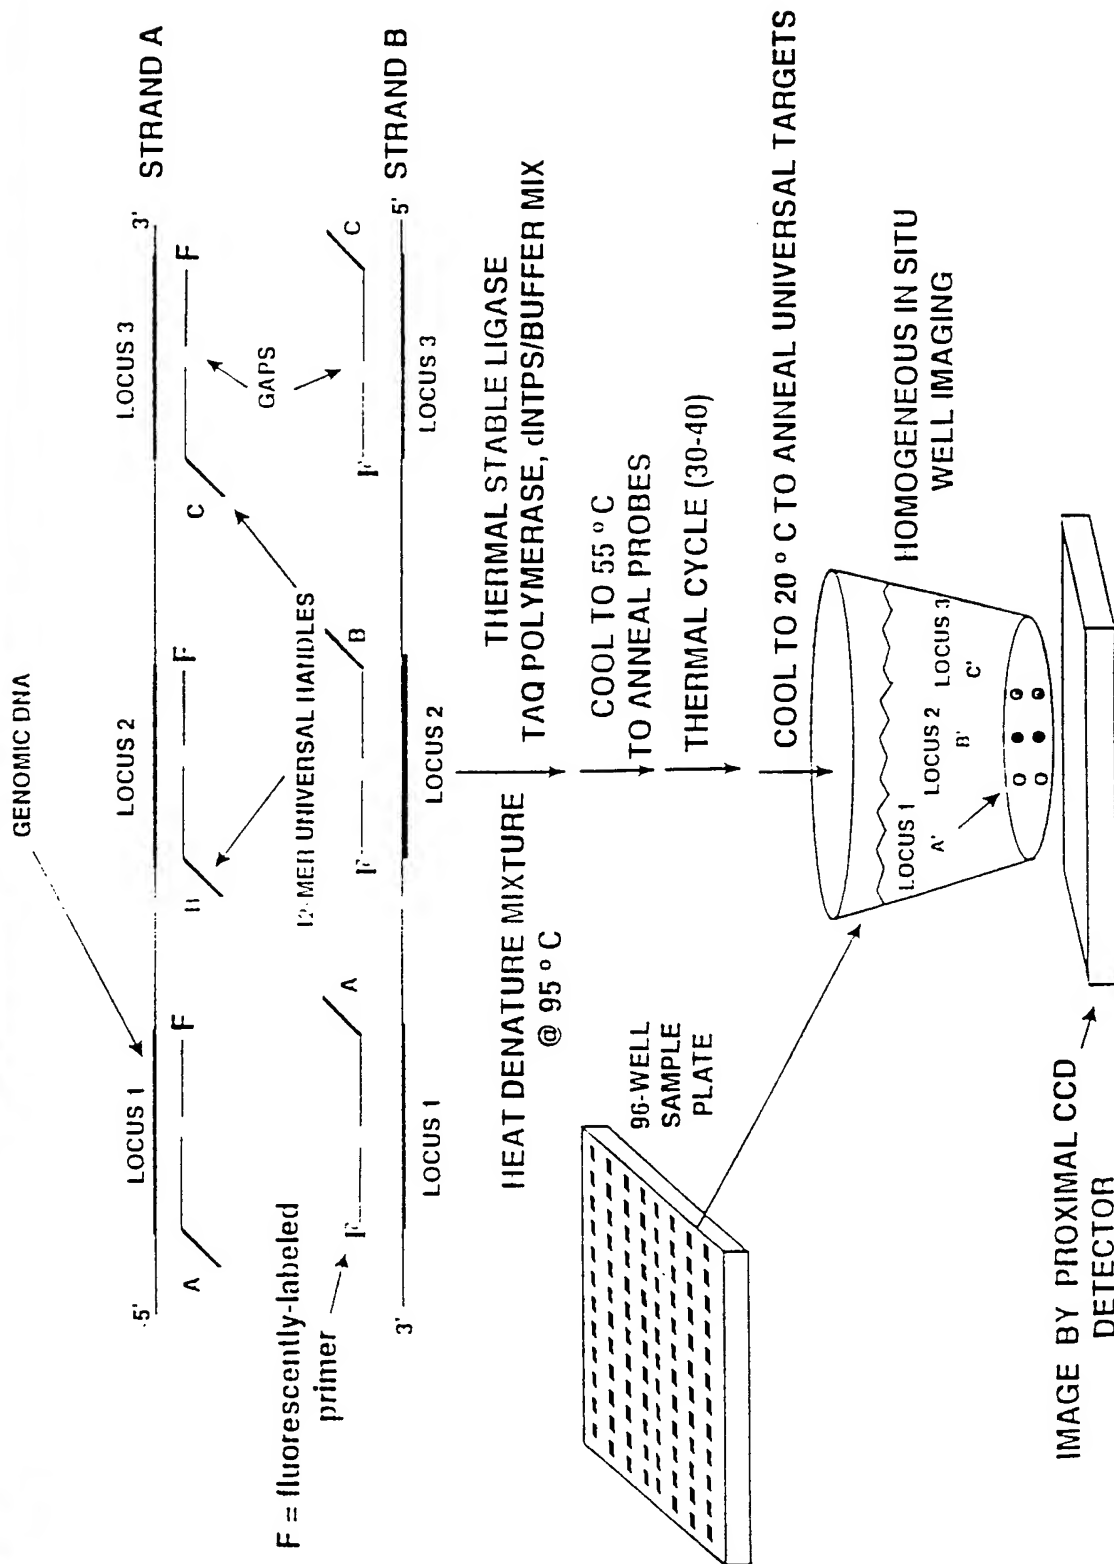 GENOMIC DNA
LOCUS 1
LOCUS 2
LOCUS 3
5'
3' STRAND A
A
F
B
F
C
F
GAPS
12-MER UNIVERSAL HANDLES
F = fluorescently-labeled
primer
F
A
F
B
F
C
3'
5' STRAND B
LOCUS 1
LOCUS 2
LOCUS 3
HEAT DENATURE MIXTURE
@ 95 °C
THERMAL STABLE LIGASE
TAQ POLYMERASE, dNTPS/BUFFER MIX
COOL TO 55 °C
TO ANNEAL PROBES
THERMAL CYCLE (30-40)
COOL TO 20 °C TO ANNEAL UNIVERSAL TARGETS
96-WELL
SAMPLE
PLATE
LOCUS 1
A'
LOCUS 2
B'
LOCUS 3
C'
HOMOGENEOUS IN SITU
WELL IMAGING
IMAGE BY PROXIMAL CCD
DETECTOR